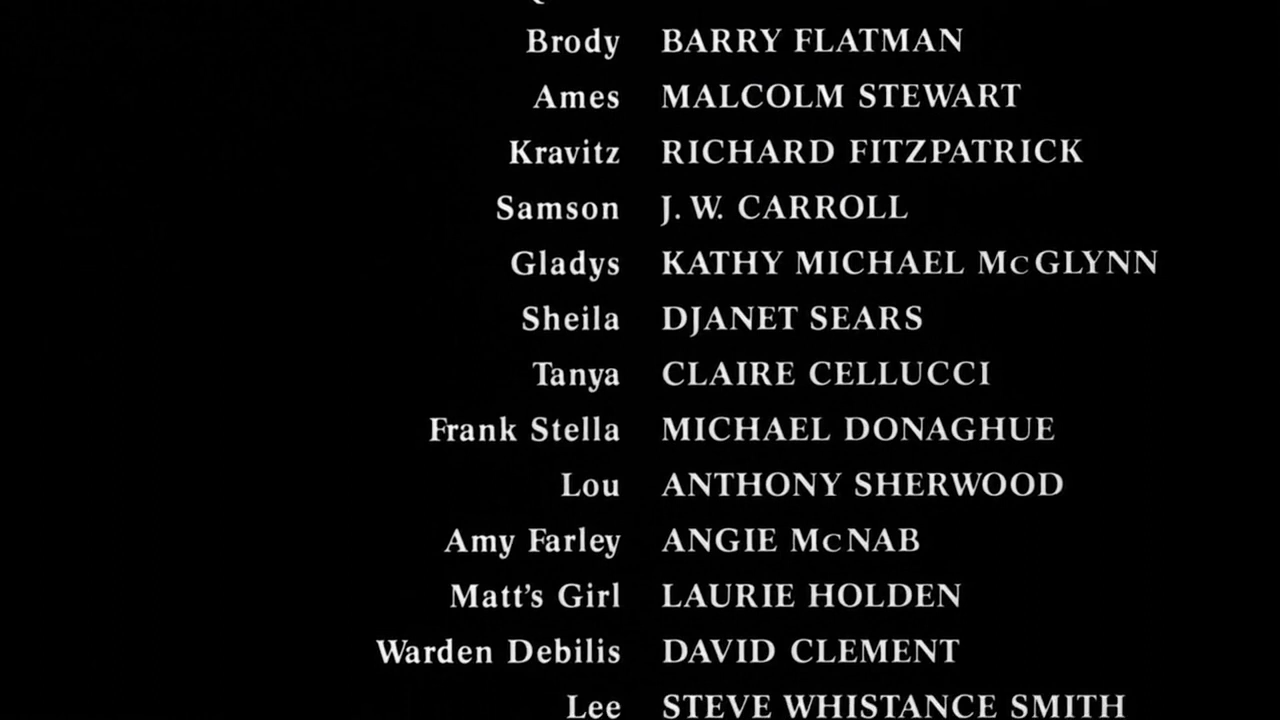 Brody BARRY FLATMAN
Ames MALCOLM STEWART
Kravitz RICHARD FITZPATRICK
Samson J. W. CARROLL
Gladys KATHY MICHAEL McGLYNN
Sheila DJANET SEARS
Tanya CLAIRE CELLUCCI
Frank Stella MICHAEL DONAGHUE
Lou ANTHONY SHERWOOD
Amy Farley ANGIE McNAB
Matt's Girl LAURIE HOLDEN
Warden Debilis DAVID CLEMENT
Lee STEVE WHISTANCE SMITH